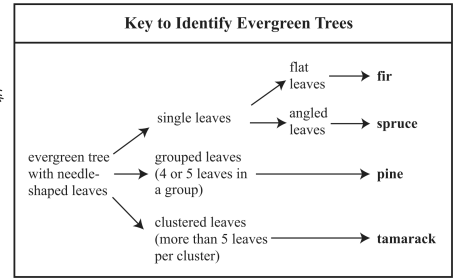 Key to Identify Evergreen Trees
flat
leaves
fir
single leaves
angled
leaves
spruce
evergreen tree
with needle-
shaped leaves
grouped leaves
(4 or 5 leaves in
a group)
pine
clustered leaves
(more than 5 leaves
per cluster)
tamarack